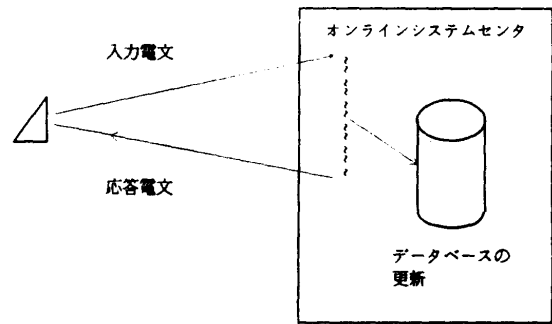 オンラインシステムセンタ
入力電文
応答電文
データベースの
更新